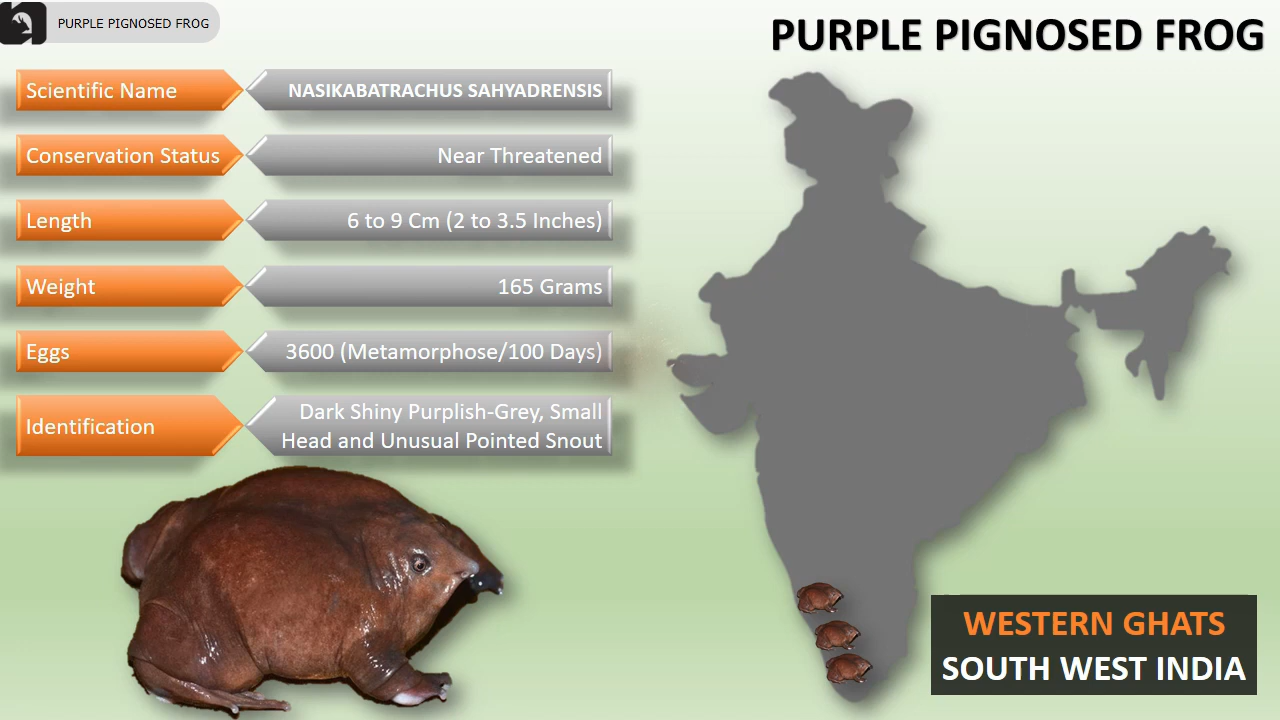 PURPLE PIGNOSED FROG
PURPLE PIGNOSED FROG
Scientific Name
NASIKABATRACHUS SAHYADRENSIS
Conservation Status
Near Threatened
Length
6 to 9 Cm (2 to 3.5 Inches)
Weight
165 Grams
Eggs
3600 (Metamorphose/100 Days)
Identification
Dark Shiny Purplish-Grey, Small
Head and Unusual Pointed Snout
WESTERN GHATS
SOUTH WEST INDIA